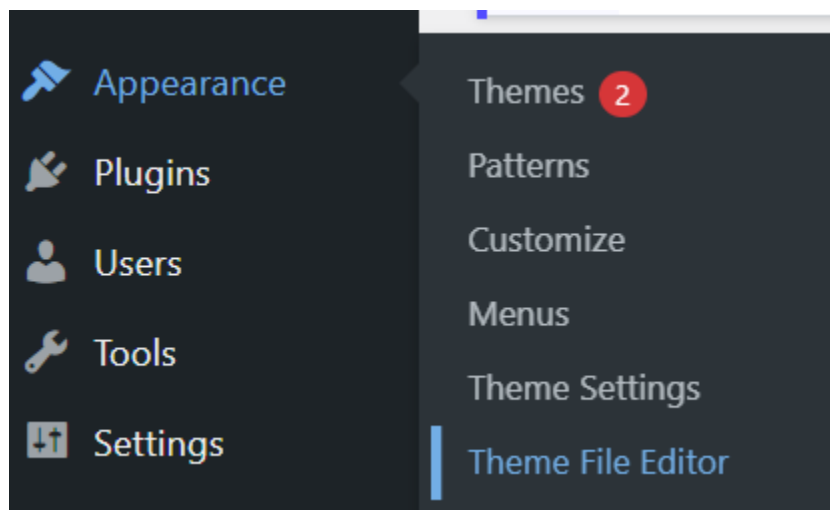 Appearance
Plugins
Users
Tools
Settings
Themes 2
Patterns
Customize
Menus
Theme Settings
Theme File Editor